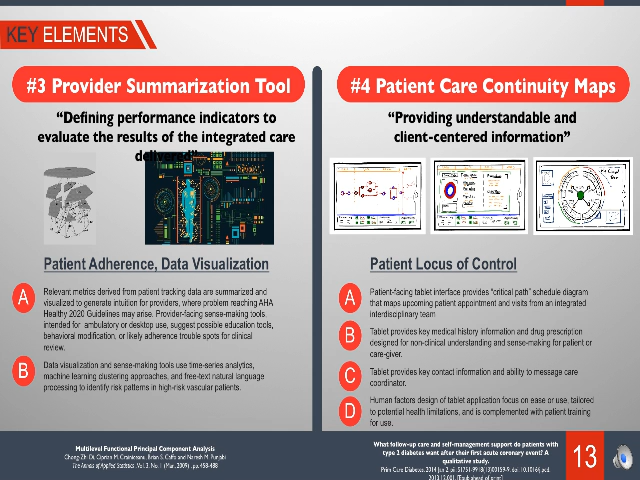 KEY ELEMENTS
#3 Provider Summarization Tool
“Defining performance indicators to
evaluate the results of the integrated care
delivered”
Patient Adherence, Data Visualization
A
Relevant metrics derived from patient tracking data are summarized and
visualized to generate intuition for providers, where problem reaching AHA
Healthy 2020 Guidelines may arise. Provider-facing sense-making tools,
intended for ambulatory or desktop use, suggest possible education tools,
behavioral modification, or likely adherence trouble spots for clinical
review.
B
Data visualization and sense-making tools use time-series analytics,
machine learning clustering approaches, and free-text natural language
processing to identify risk patterns in high-risk vascular patients.
#4 Patient Care Continuity Maps
“Providing understandable and
client-centered information”
Patient Locus of Control
A
Patient-facing tablet interface provides “critical path” schedule diagram
that maps upcoming patient appointment and visits from an integrated
interdisciplinary team
B
Tablet provides key medical history information and drug prescription
designed for non-clinical understanding and sense-making for patient or
care-giver.
C
Tablet provides key contact information and ability to message care
coordinator.
D
Human factors design of tablet application focus on ease or use, tailored
to potential health limitations, and is complemented with patient training
for use.
Multilevel Functional Principal Component Analysis
Chong-Zhi Di, Ciprian M. Crainiceanu, Brian S. Caffo and Naresh M. Punjabi
The Annals of Applied Statistics, Vol. 3, No. 1 (Mar., 2009), pp. 458-488
What follow-up care and self-management support do patients with
type 2 diabetes want after their first acute coronary event? A
qualitative study.
Prim Care Diabetes. 2014 Jan 2. pii: S1751-9918(13)00159-9. doi: 10.1016/j.pcd.
2013.12.001. [Epub ahead of print]
13